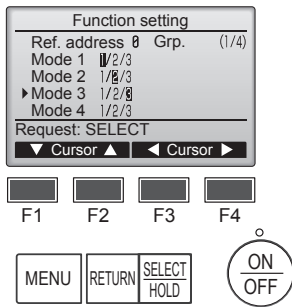 Function setting
Ref. address 0 Grp. (1/4)
Mode 1 1/2/3
Mode 2 1/2/3
Mode 3 1/2/3
Mode 4 1/2/3
Request: SELECT
▼ Cursor ▲ ◀ Cursor ▶
F1 F2 F3 F4
MENU RETURN SELECT HOLD ON OFF